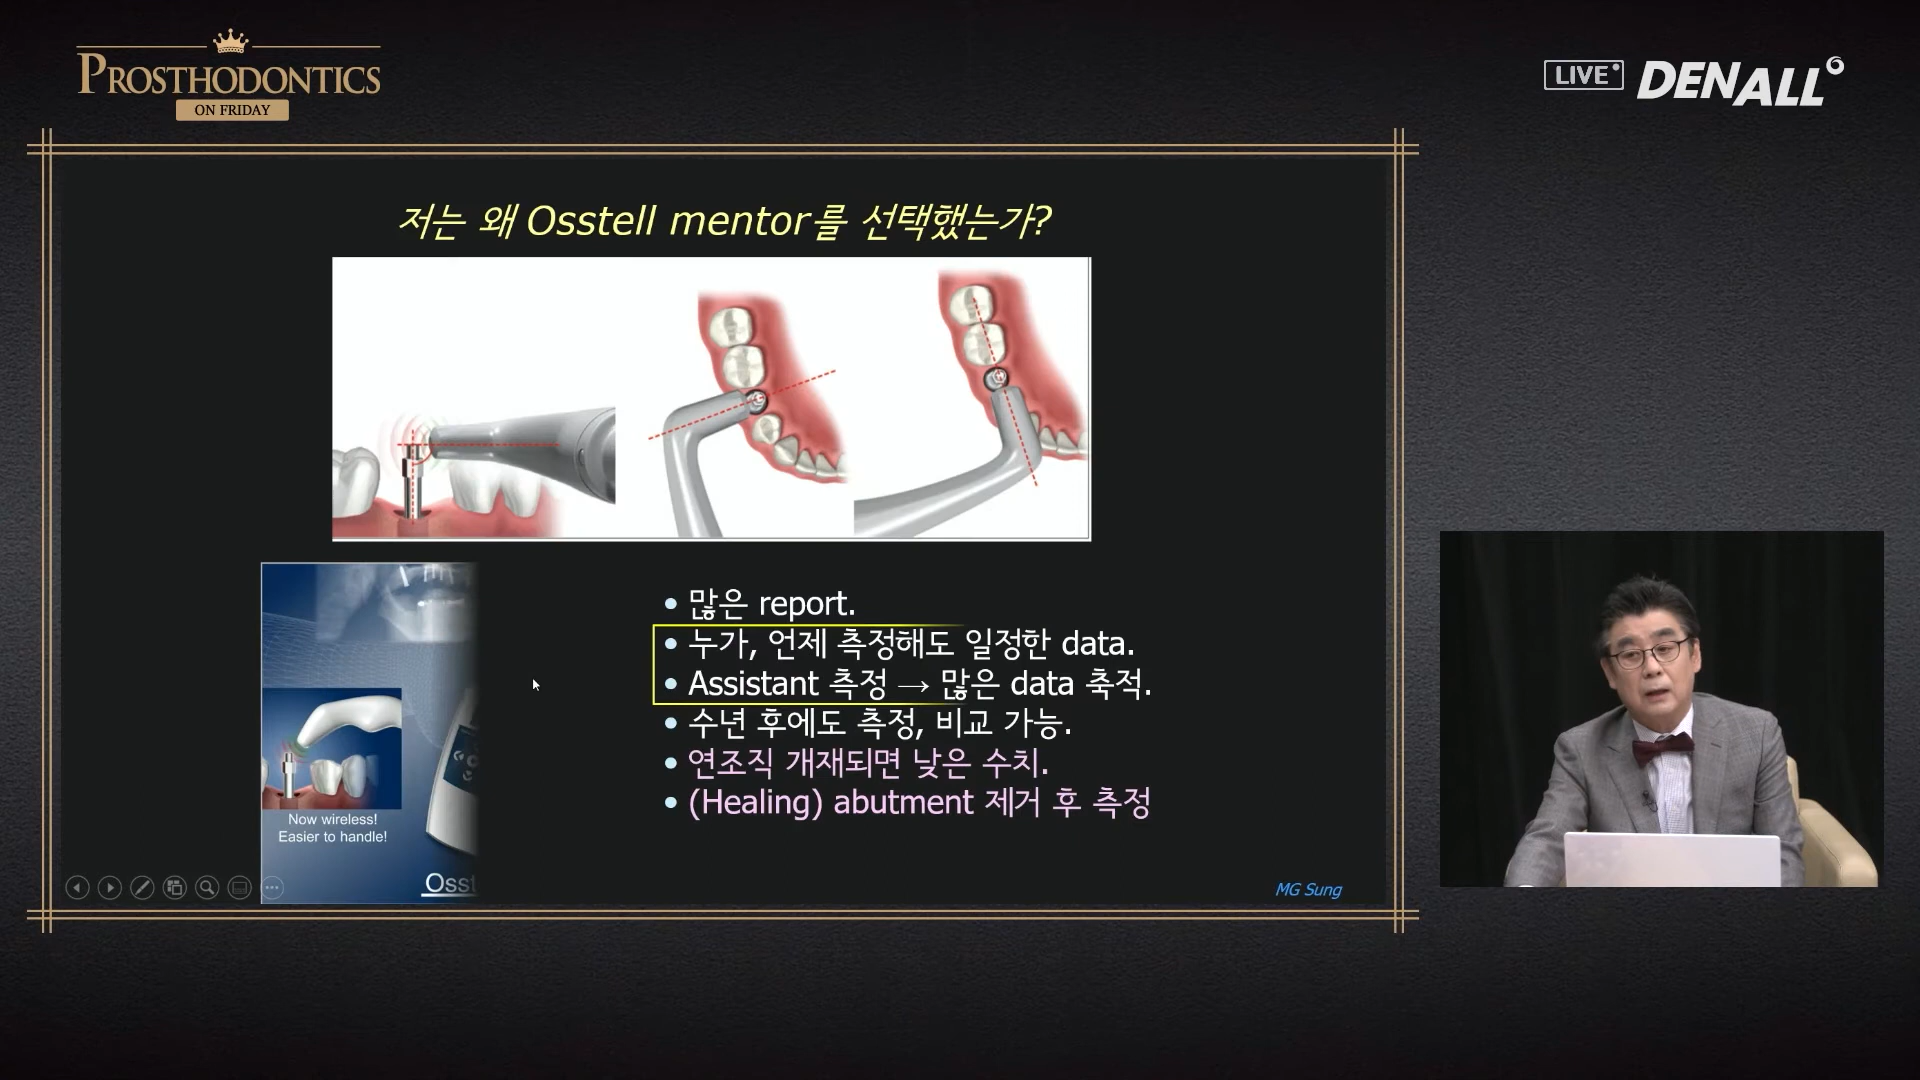 PROSTHODONTICS
ON FRIDAY
LIVE
DENALL
저는 왜 Osstell mentor를 선택했는가?
• 많은 report.
• 누가, 언제 측정해도 일정한 data.
• Assistant 측정 → 많은 data 축적.
• 수년 후에도 측정, 비교 가능.
• 연조직 개재되면 낮은 수치.
• (Healing) abutment 제거 후 측정
Now wireless!
Easier to handle!
Osst
MG Sung